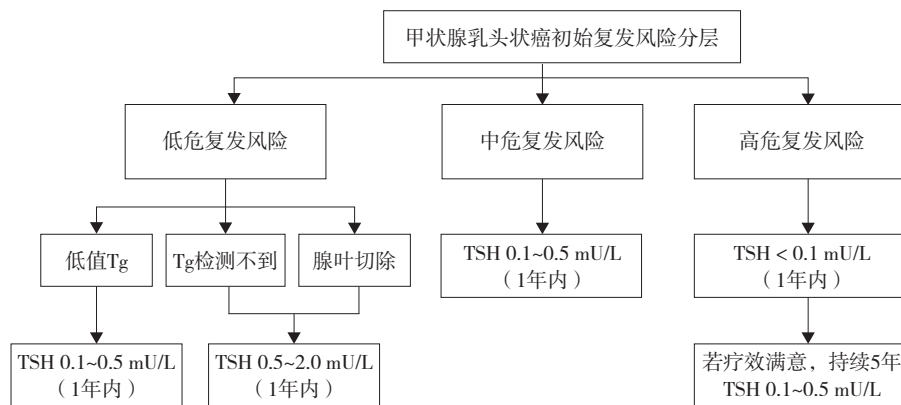 甲状腺乳头状癌初始复发风险分层
低危复发风险
中危复发风险
高危复发风险
低值Tg
Tg检测不到
腺叶切除
TSH 0.1~0.5 mU/L
（1年内）
TSH < 0.1 mU/L
（1年内）
TSH 0.1~0.5 mU/L
（1年内）
TSH 0.5~2.0 mU/L
（1年内）
若疗效满意，持续5年
TSH 0.1~0.5 mU/L